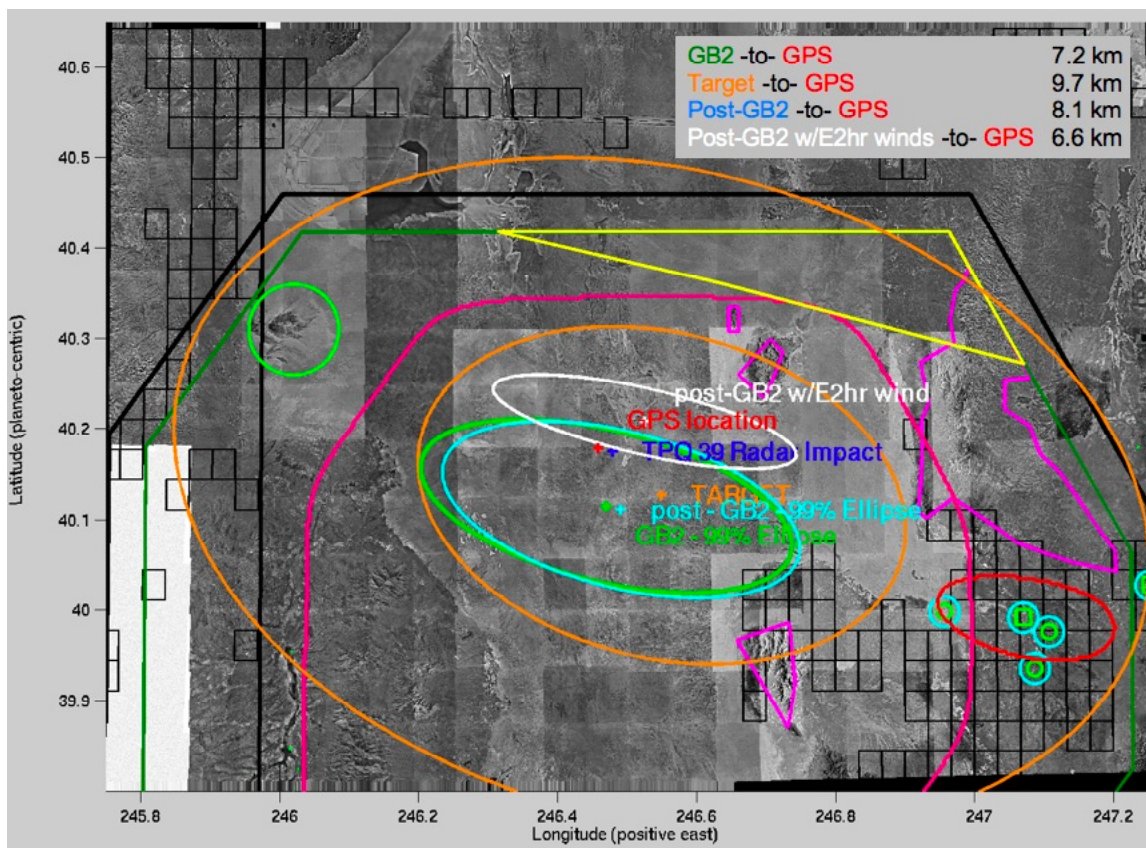 GB2 -to- GPS 7.2 km
Target -to- GPS 9.7 km
Post-GB2 -to- GPS 8.1 km
Post-GB2 w/E2hr winds -to- GPS 6.6 km
40.6
40.5
40.4
40.3
40.2
40.1
40
39.9
Latitude (planeto-centric)
post-GB2 w/E2hr wind
GPS location
TPQ 39 Radar Impact
TARGET
post - GB2 - 99% Ellipse
GB2 - 99% Ellipse
245.8
246
246.2
246.4
246.6
246.8
247
247.2
Longitude (positive east)